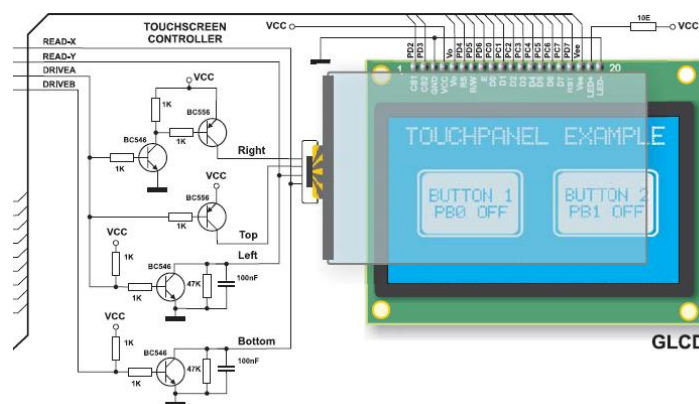 TOUCHSCREEN
CONTROLLER
READ-X
READ-Y
DRIVEA
DRIVEB
VCC
VCC
10E
PD2
PD3
Vo
PD4
PD5
PD6
PC0
PC1
PC2
PC3
PC4
PC5
PC6
PC7
PD7
Vee
1
20
CS1
CS2
GND
VCC
Vo
RS
R/W
E
D0
D1
D2
D3
D4
D5
D6
D7
RST
Vee
LED+
LED-
VCC
1K
BC556
BC546
1K
1K
Right
VCC
BC556
1K
Top
VCC
Left
1K
BC546
47K
100nF
1K
VCC
Bottom
1K
BC546
47K
100nF
1K
TOUCHPANEL EXAMPLE
BUTTON 1
PB0 OFF
BUTTON 2
PB1 OFF
GLCD